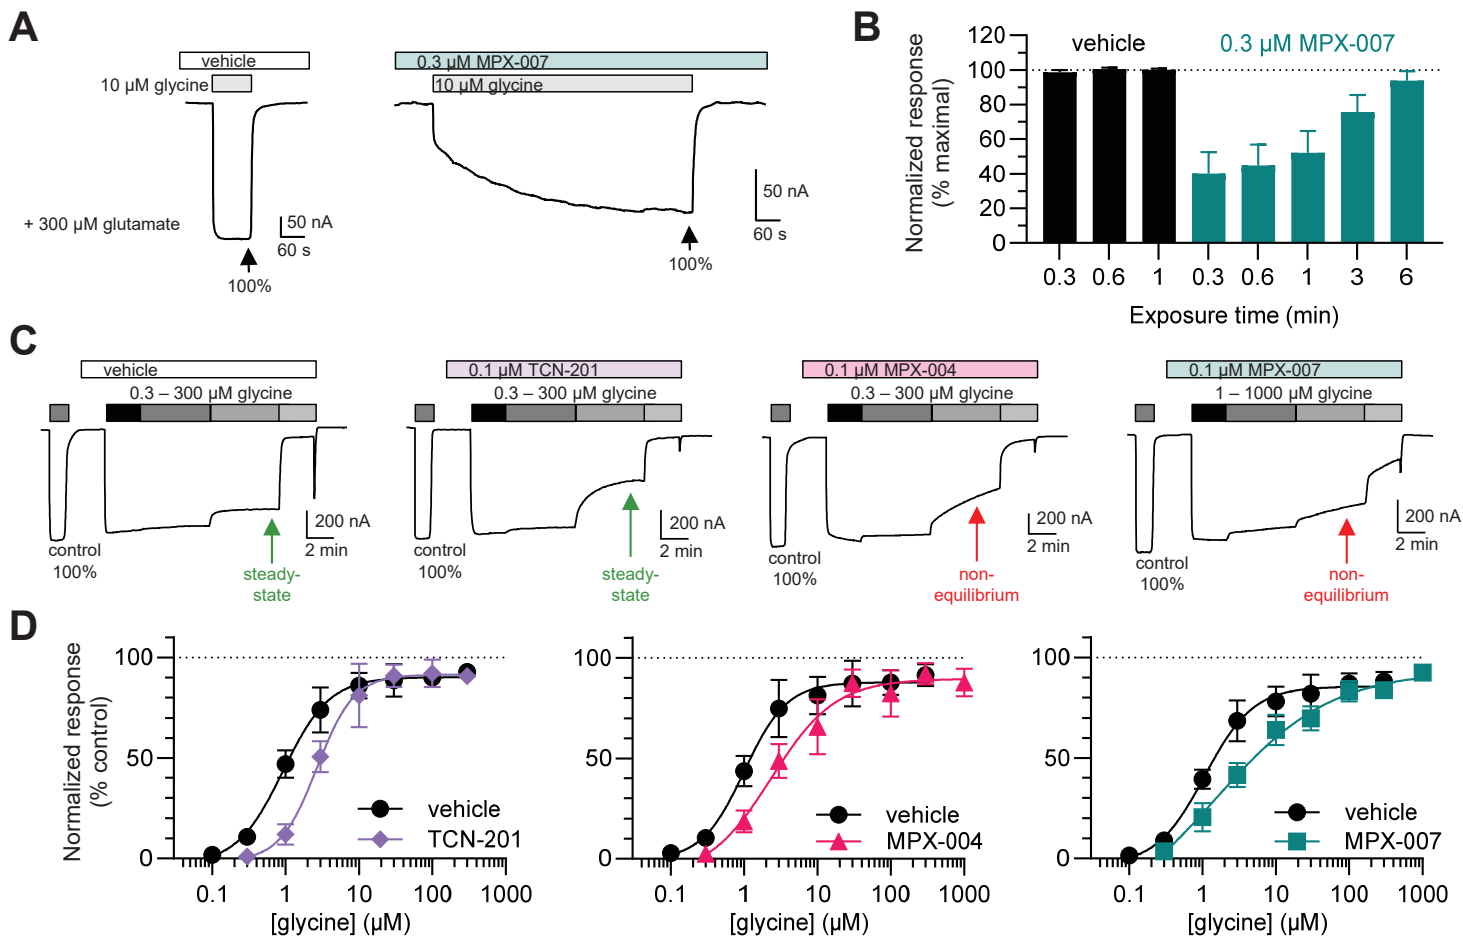 A
vehicle
10 µM glycine
+ 300 µM glutamate
50 nA
60 s
100%
0.3 µM MPX-007
10 µM glycine
50 nA
60 s
100%
B
Normalized response
(% maximal)
120
100
80
60
40
20
0
vehicle
0.3 µM MPX-007
0.3 0.6 1 0.3 0.6 1 3 6
Exposure time (min)
C
vehicle
0.3 – 300 µM glycine
control
100%
200 nA
2 min
steady-
state
0.1 µM TCN-201
0.3 – 300 µM glycine
control
100%
200 nA
2 min
steady-
state
0.1 µM MPX-004
0.3 – 300 µM glycine
control
100%
200 nA
2 min
non-
equilibrium
0.1 µM MPX-007
1 – 1000 µM glycine
control
100%
200 nA
2 min
non-
equilibrium
D
Normalized response
(% control)
100
50
0
vehicle
TCN-201
0.1 1 10 100 1000
[glycine] (µM)
100
50
0
vehicle
MPX-004
0.1 1 10 100 1000
[glycine] (µM)
100
50
0
vehicle
MPX-007
0.1 1 10 100 1000
[glycine] (µM)